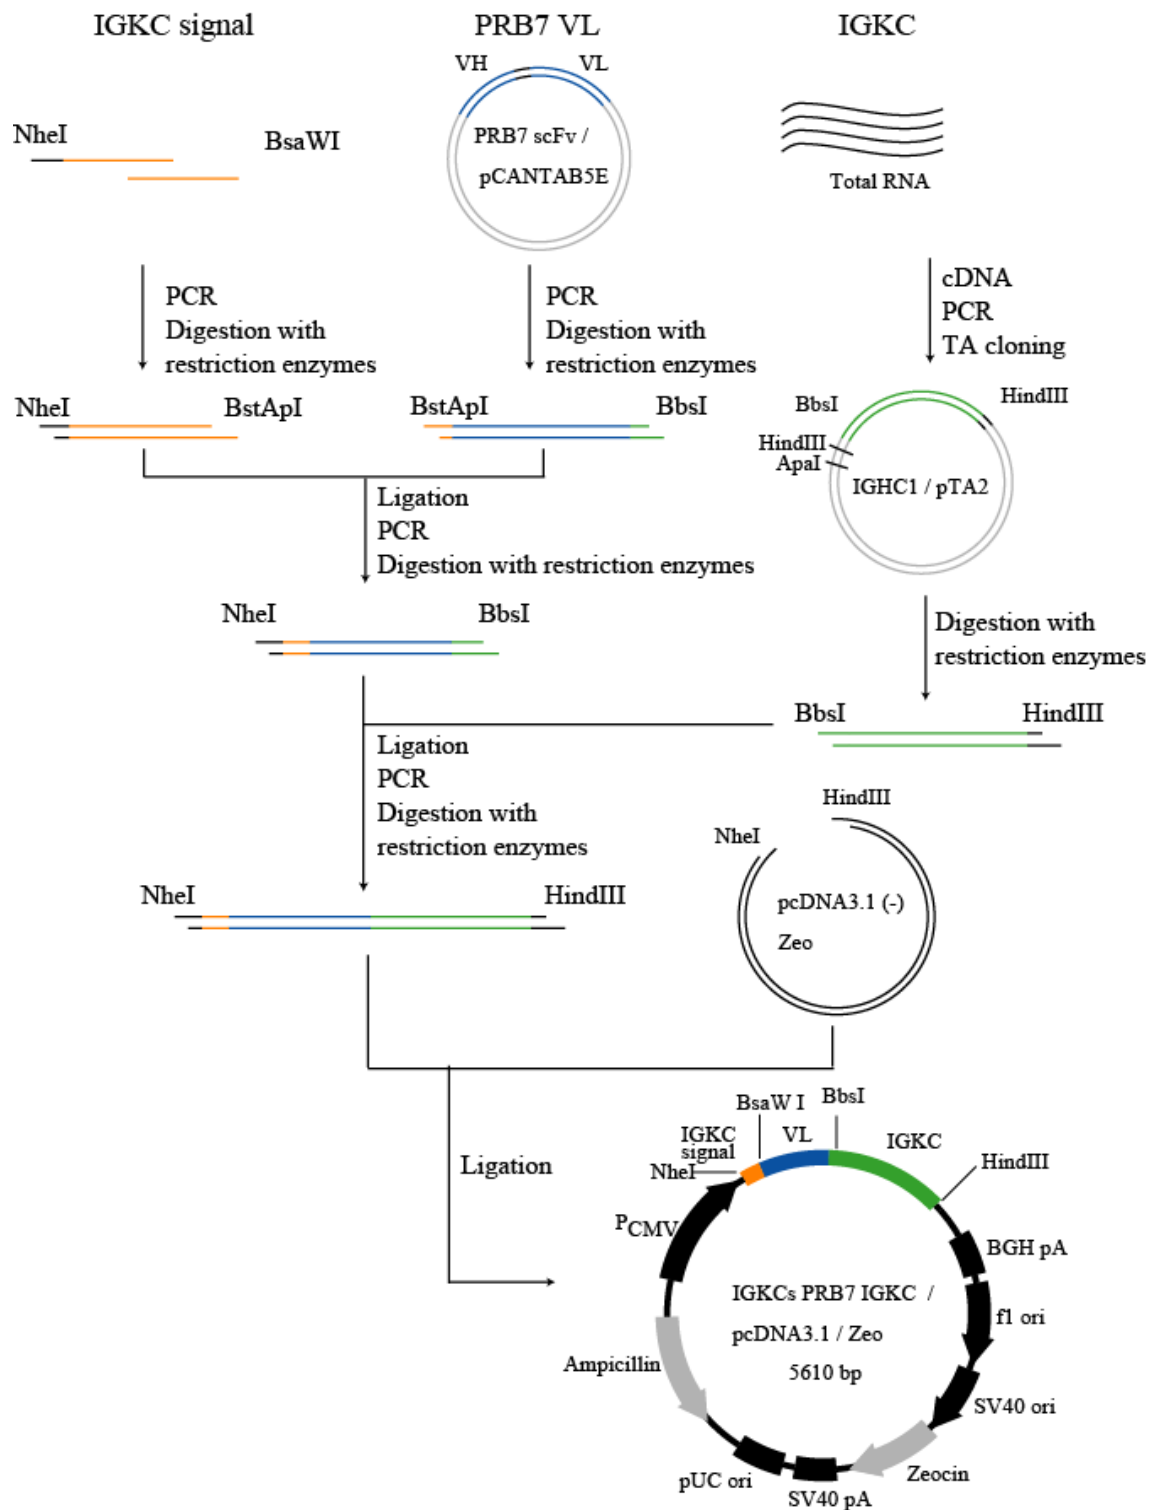 IGKC signal
PRB7 VL
IGKC
VH
VL
NheI
BsaWI
PRB7 scFv /
pCANTAB5E
Total RNA
PCR
Digestion with
restriction enzymes
PCR
Digestion with
restriction enzymes
cDNA
PCR
TA cloning
NheI
BstApI
BstApI
BbsI
BbsI
HindIII
HindIII
ApaI
IGHC1 / pTA2
Ligation
PCR
Digestion with restriction enzymes
NheI
BbsI
Digestion with
restriction enzymes
BbsI
HindIII
Ligation
PCR
Digestion with
restriction enzymes
HindIII
NheI
pcDNA3.1 (-)
Zeo
NheI
HindIII
Ligation
BsaW I
BbsI
IGKC
signal
VL
IGKC
NheI
HindIII
PCMV
BGH pA
IGKCs PRB7 IGKC /
pcDNA3.1 / Zeo
5610 bp
f1 ori
Ampicillin
SV40 ori
pUC ori
Zeocin
SV40 pA